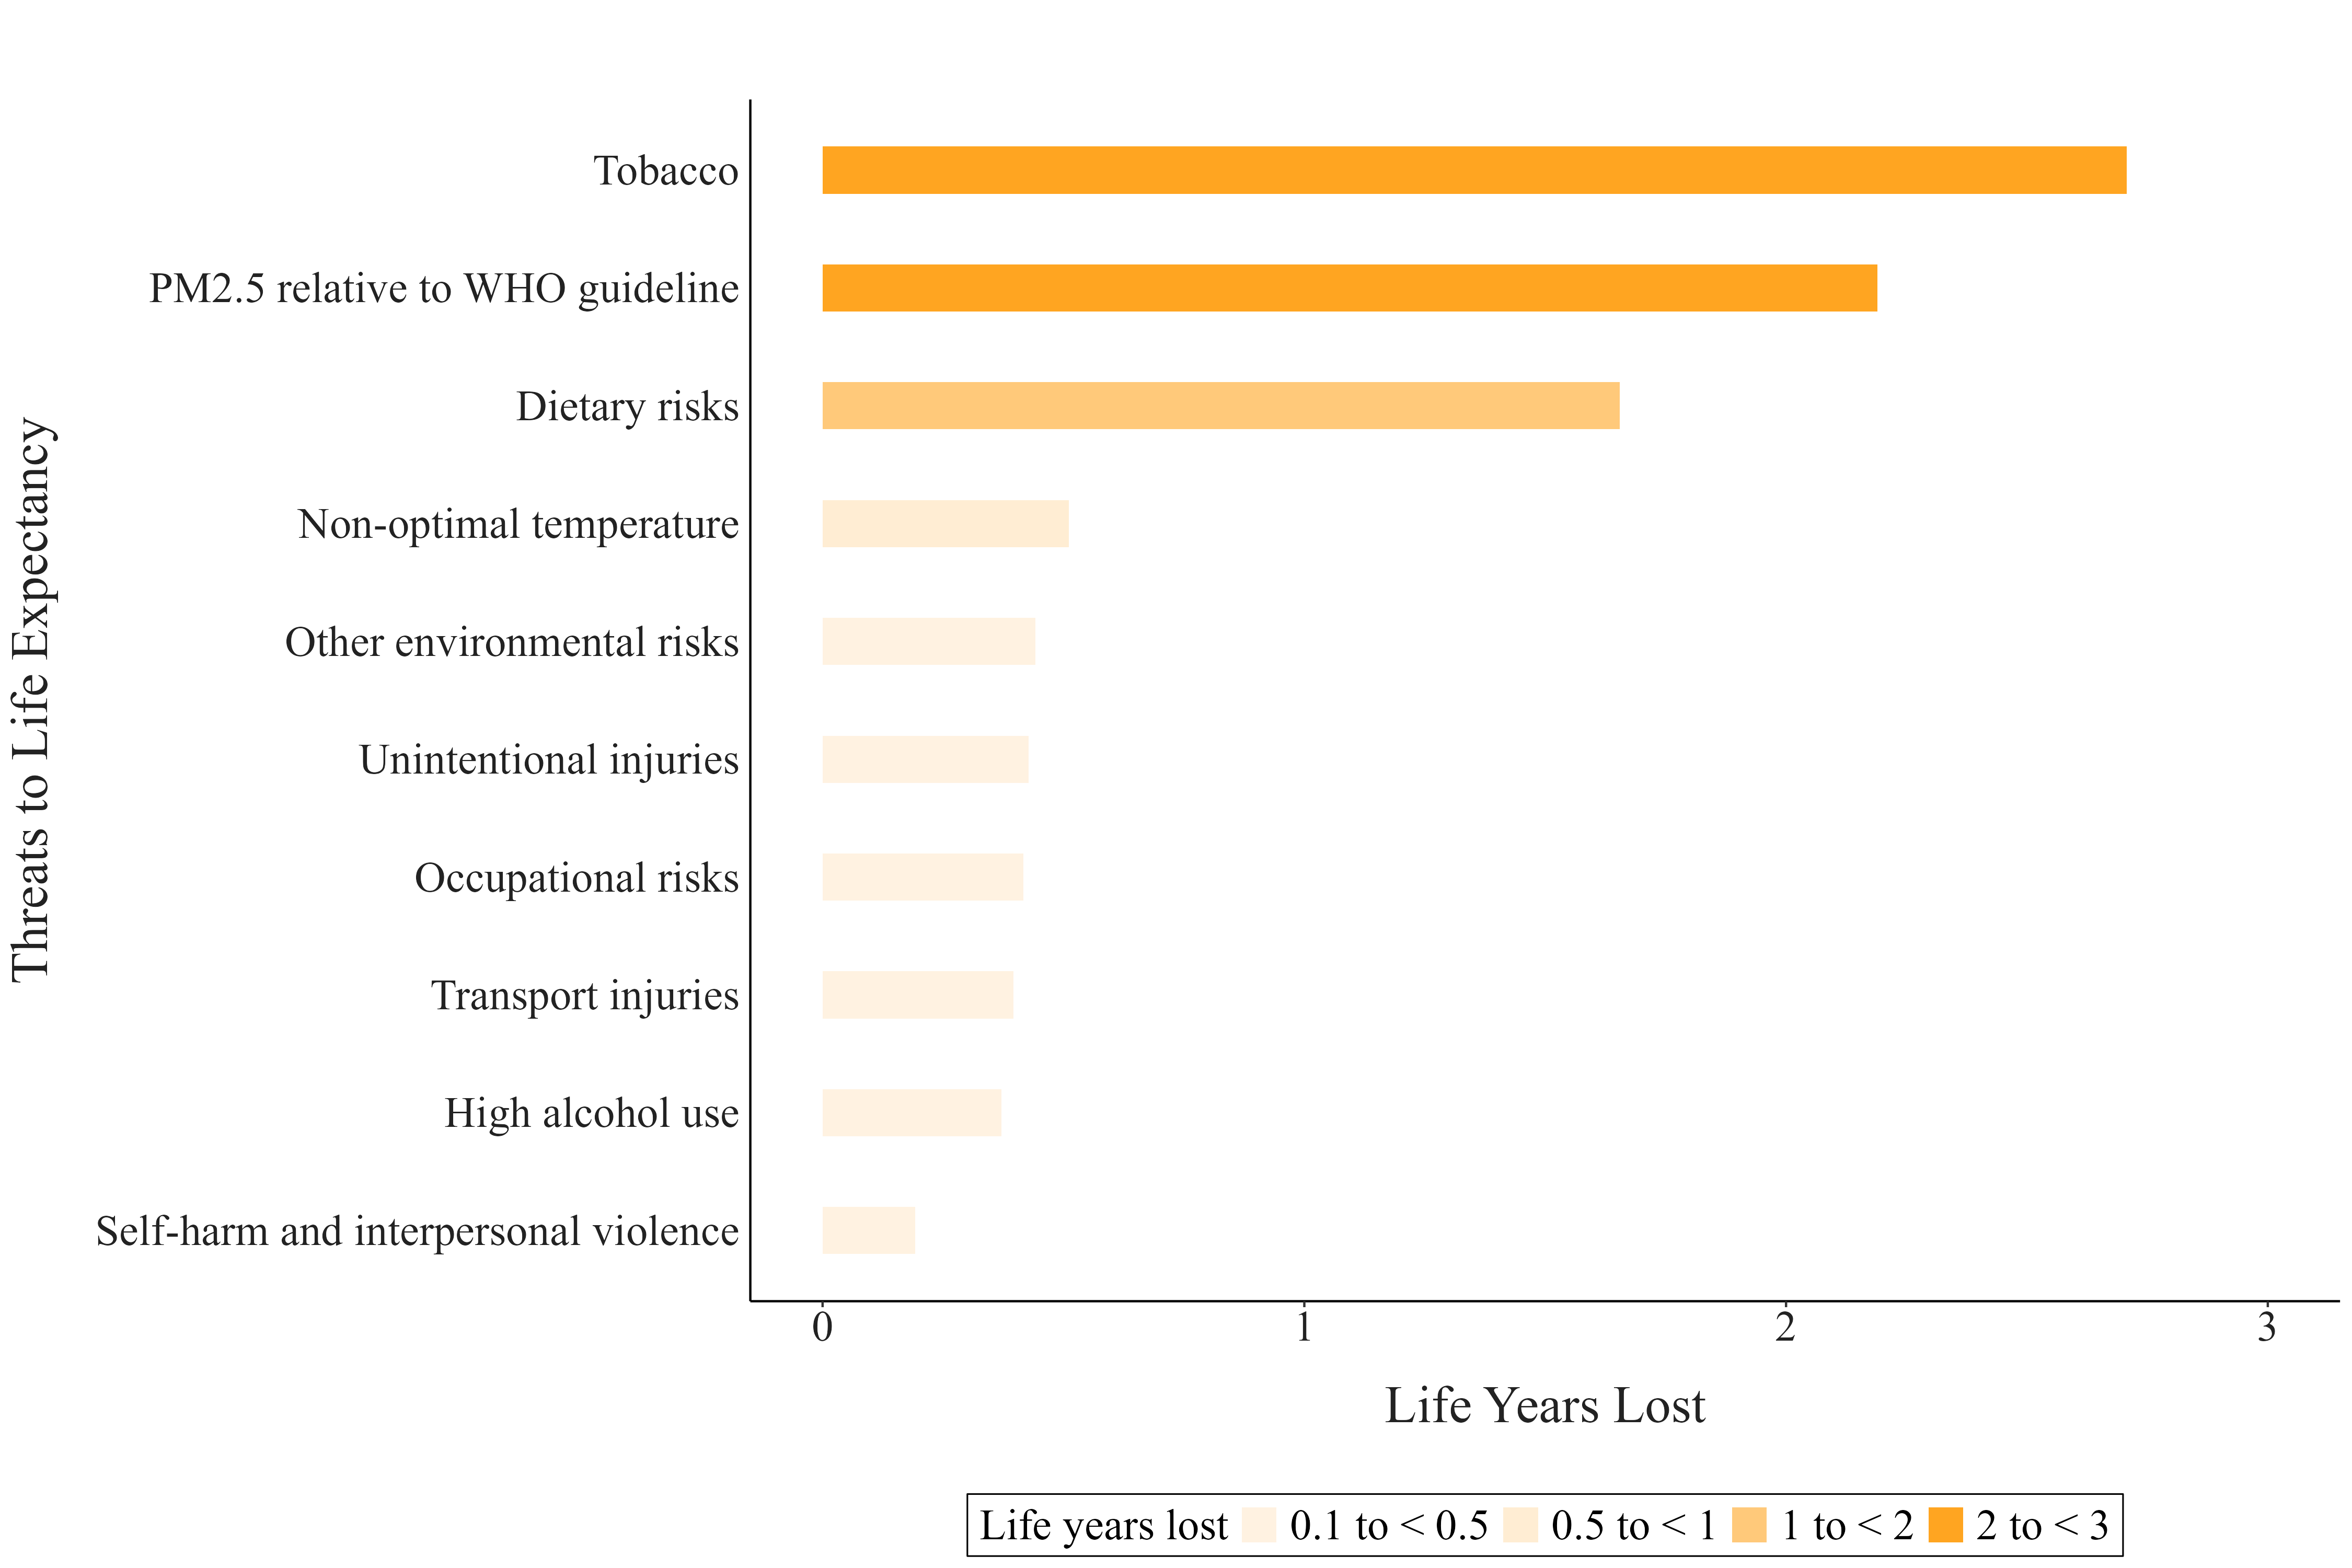 Threats to Life Expectancy
Tobacco
PM2.5 relative to WHO guideline
Dietary risks
Non-optimal temperature
Other environmental risks
Unintentional injuries
Occupational risks
Transport injuries
High alcohol use
Self-harm and interpersonal violence
0 1 2 3
Life Years Lost
Life years lost 0.1 to < 0.5 0.5 to < 1 1 to < 2 2 to < 3